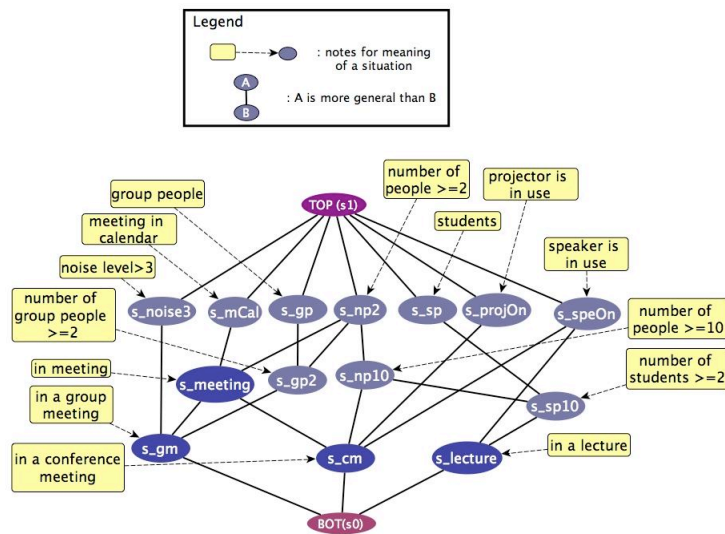 Legend
: notes for meaning
of a situation
A
B
: A is more general than B
number of
people >=2
projector is
in use
group people
students
meeting in
calendar
speaker is
in use
noise level>3
number of
group people
>=2
number of
people >=10
in meeting
number of
students >=2
in a group
meeting
in a conference
meeting
in a lecture
TOP (s1)
s_noise3
s_mCal
s_gp
s_np2
s_sp
s_projOn
s_speOn
s_meeting
s_gp2
s_np10
s_sp10
s_gm
s_cm
s_lecture
BOT(s0)